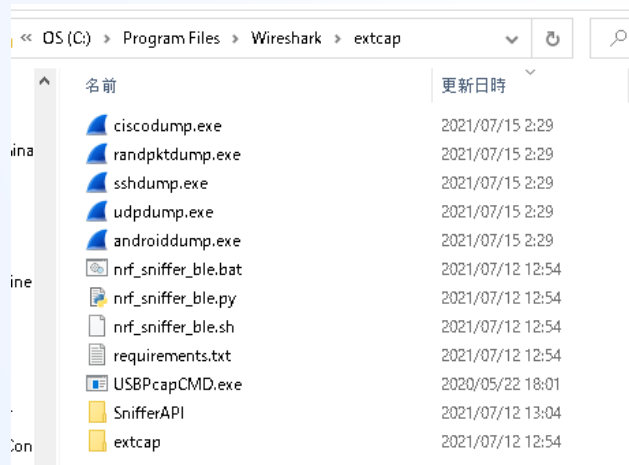 « OS (C:) › Program Files › Wireshark › extcap
名前 更新日時
ciscodump.exe 2021/07/15 2:29
randpktdump.exe 2021/07/15 2:29
ina
sshdump.exe 2021/07/15 2:29
udpdump.exe 2021/07/15 2:29
androiddump.exe 2021/07/15 2:29
nrf_sniffer_ble.bat 2021/07/12 12:54
ine
nrf_sniffer_ble.py 2021/07/12 12:54
nrf_sniffer_ble.sh 2021/07/12 12:54
requirements.txt 2021/07/12 12:54
USBPcapCMD.exe 2020/05/22 18:01
SnifferAPI 2021/07/12 13:04
Con
extcap 2021/07/12 12:54